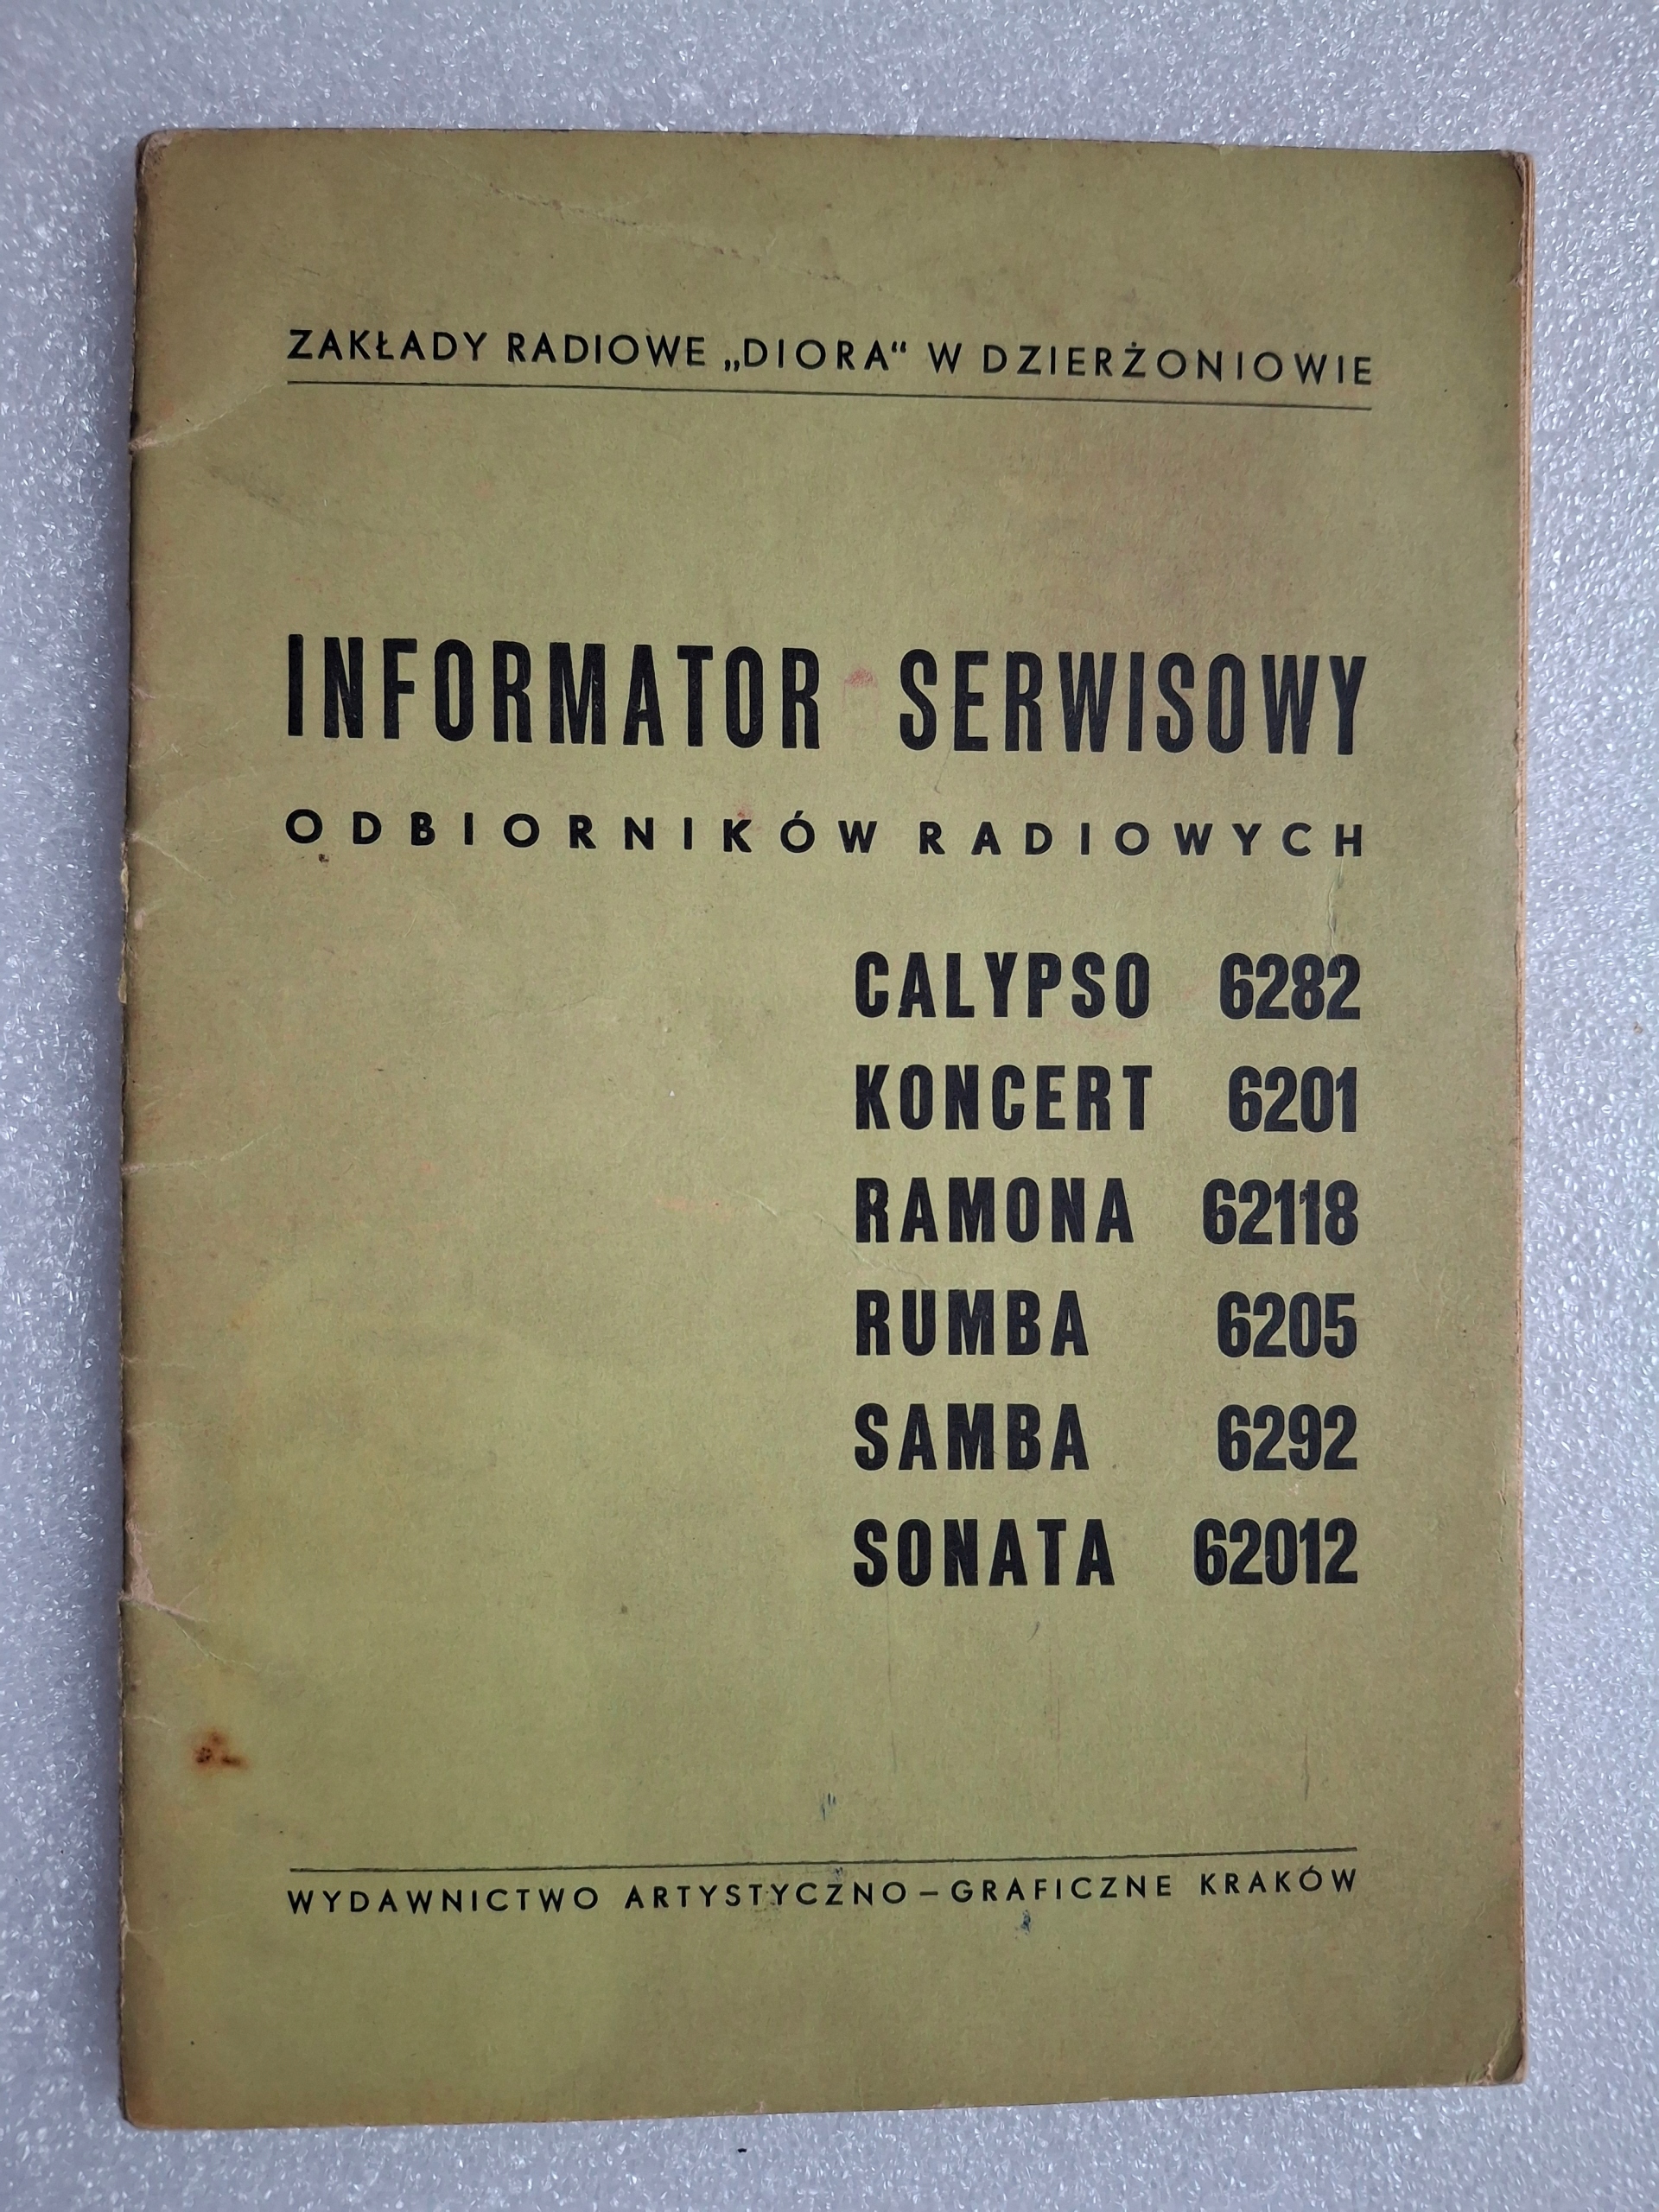 ZAKŁADY RADIOWE „DIORA“ W DZIERŻONIOWIE
INFORMATOR SERWISOWY
ODBIORNIKÓW RADIOWYCH
CALYPSO 6282
KONCERT 6201
RAMONA 62118
RUMBA 6205
SAMBA 6292
SONATA 62012
WYDAWNICTWO ARTYSTYCZNO – GRAFICZNE KRAKÓW